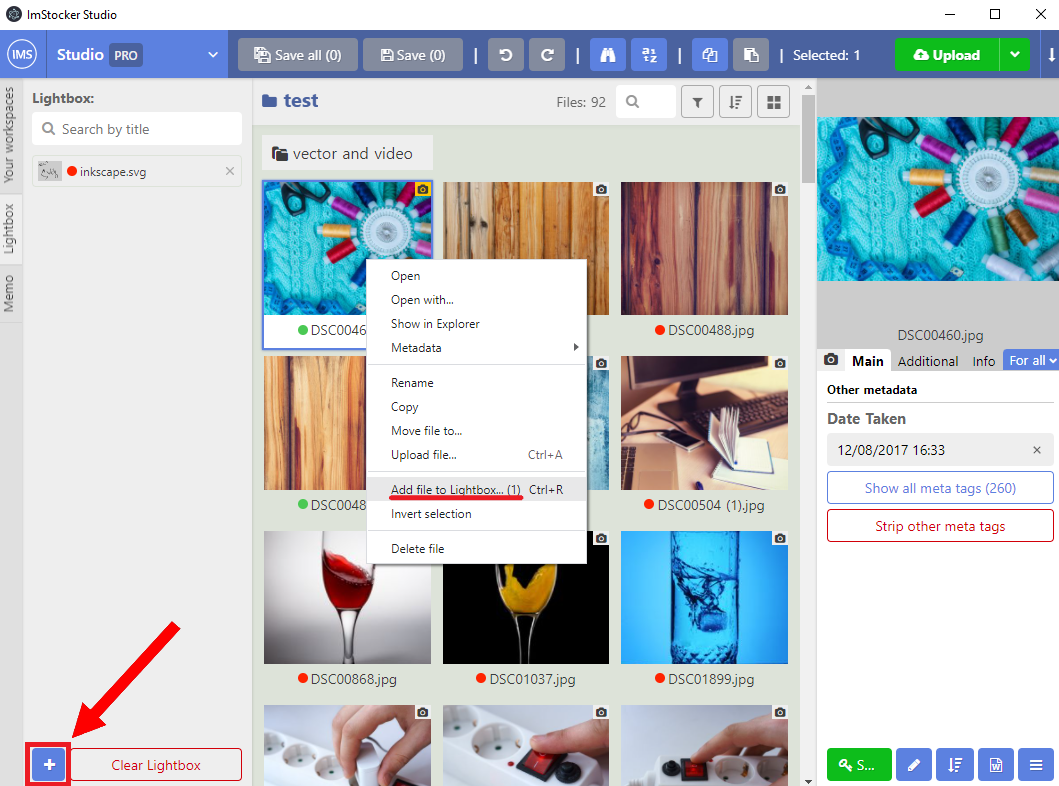 ImStocker Studio
IMS
Studio PRO
Save all (0)
Save (0)
Selected: 1
Upload
Your workspaces
Lightbox
Memo
Lightbox:
Search by title
inkscape.svg
test
Files: 92
vector and video
DSC0046
DSC00488.jpg
DSC0048
DSC00504 (1).jpg
DSC00868.jpg
DSC01037.jpg
DSC01899.jpg
Open
Open with...
Show in Explorer
Metadata
Rename
Copy
Move file to...
Upload file... Ctrl+A
Add file to Lightbox... (1) Ctrl+R
Invert selection
Delete file
Clear Lightbox
DSC00460.jpg
Main Additional Info For all
Other metadata
Date Taken
12/08/2017 16:33
Show all meta tags (260)
Strip other meta tags
S...